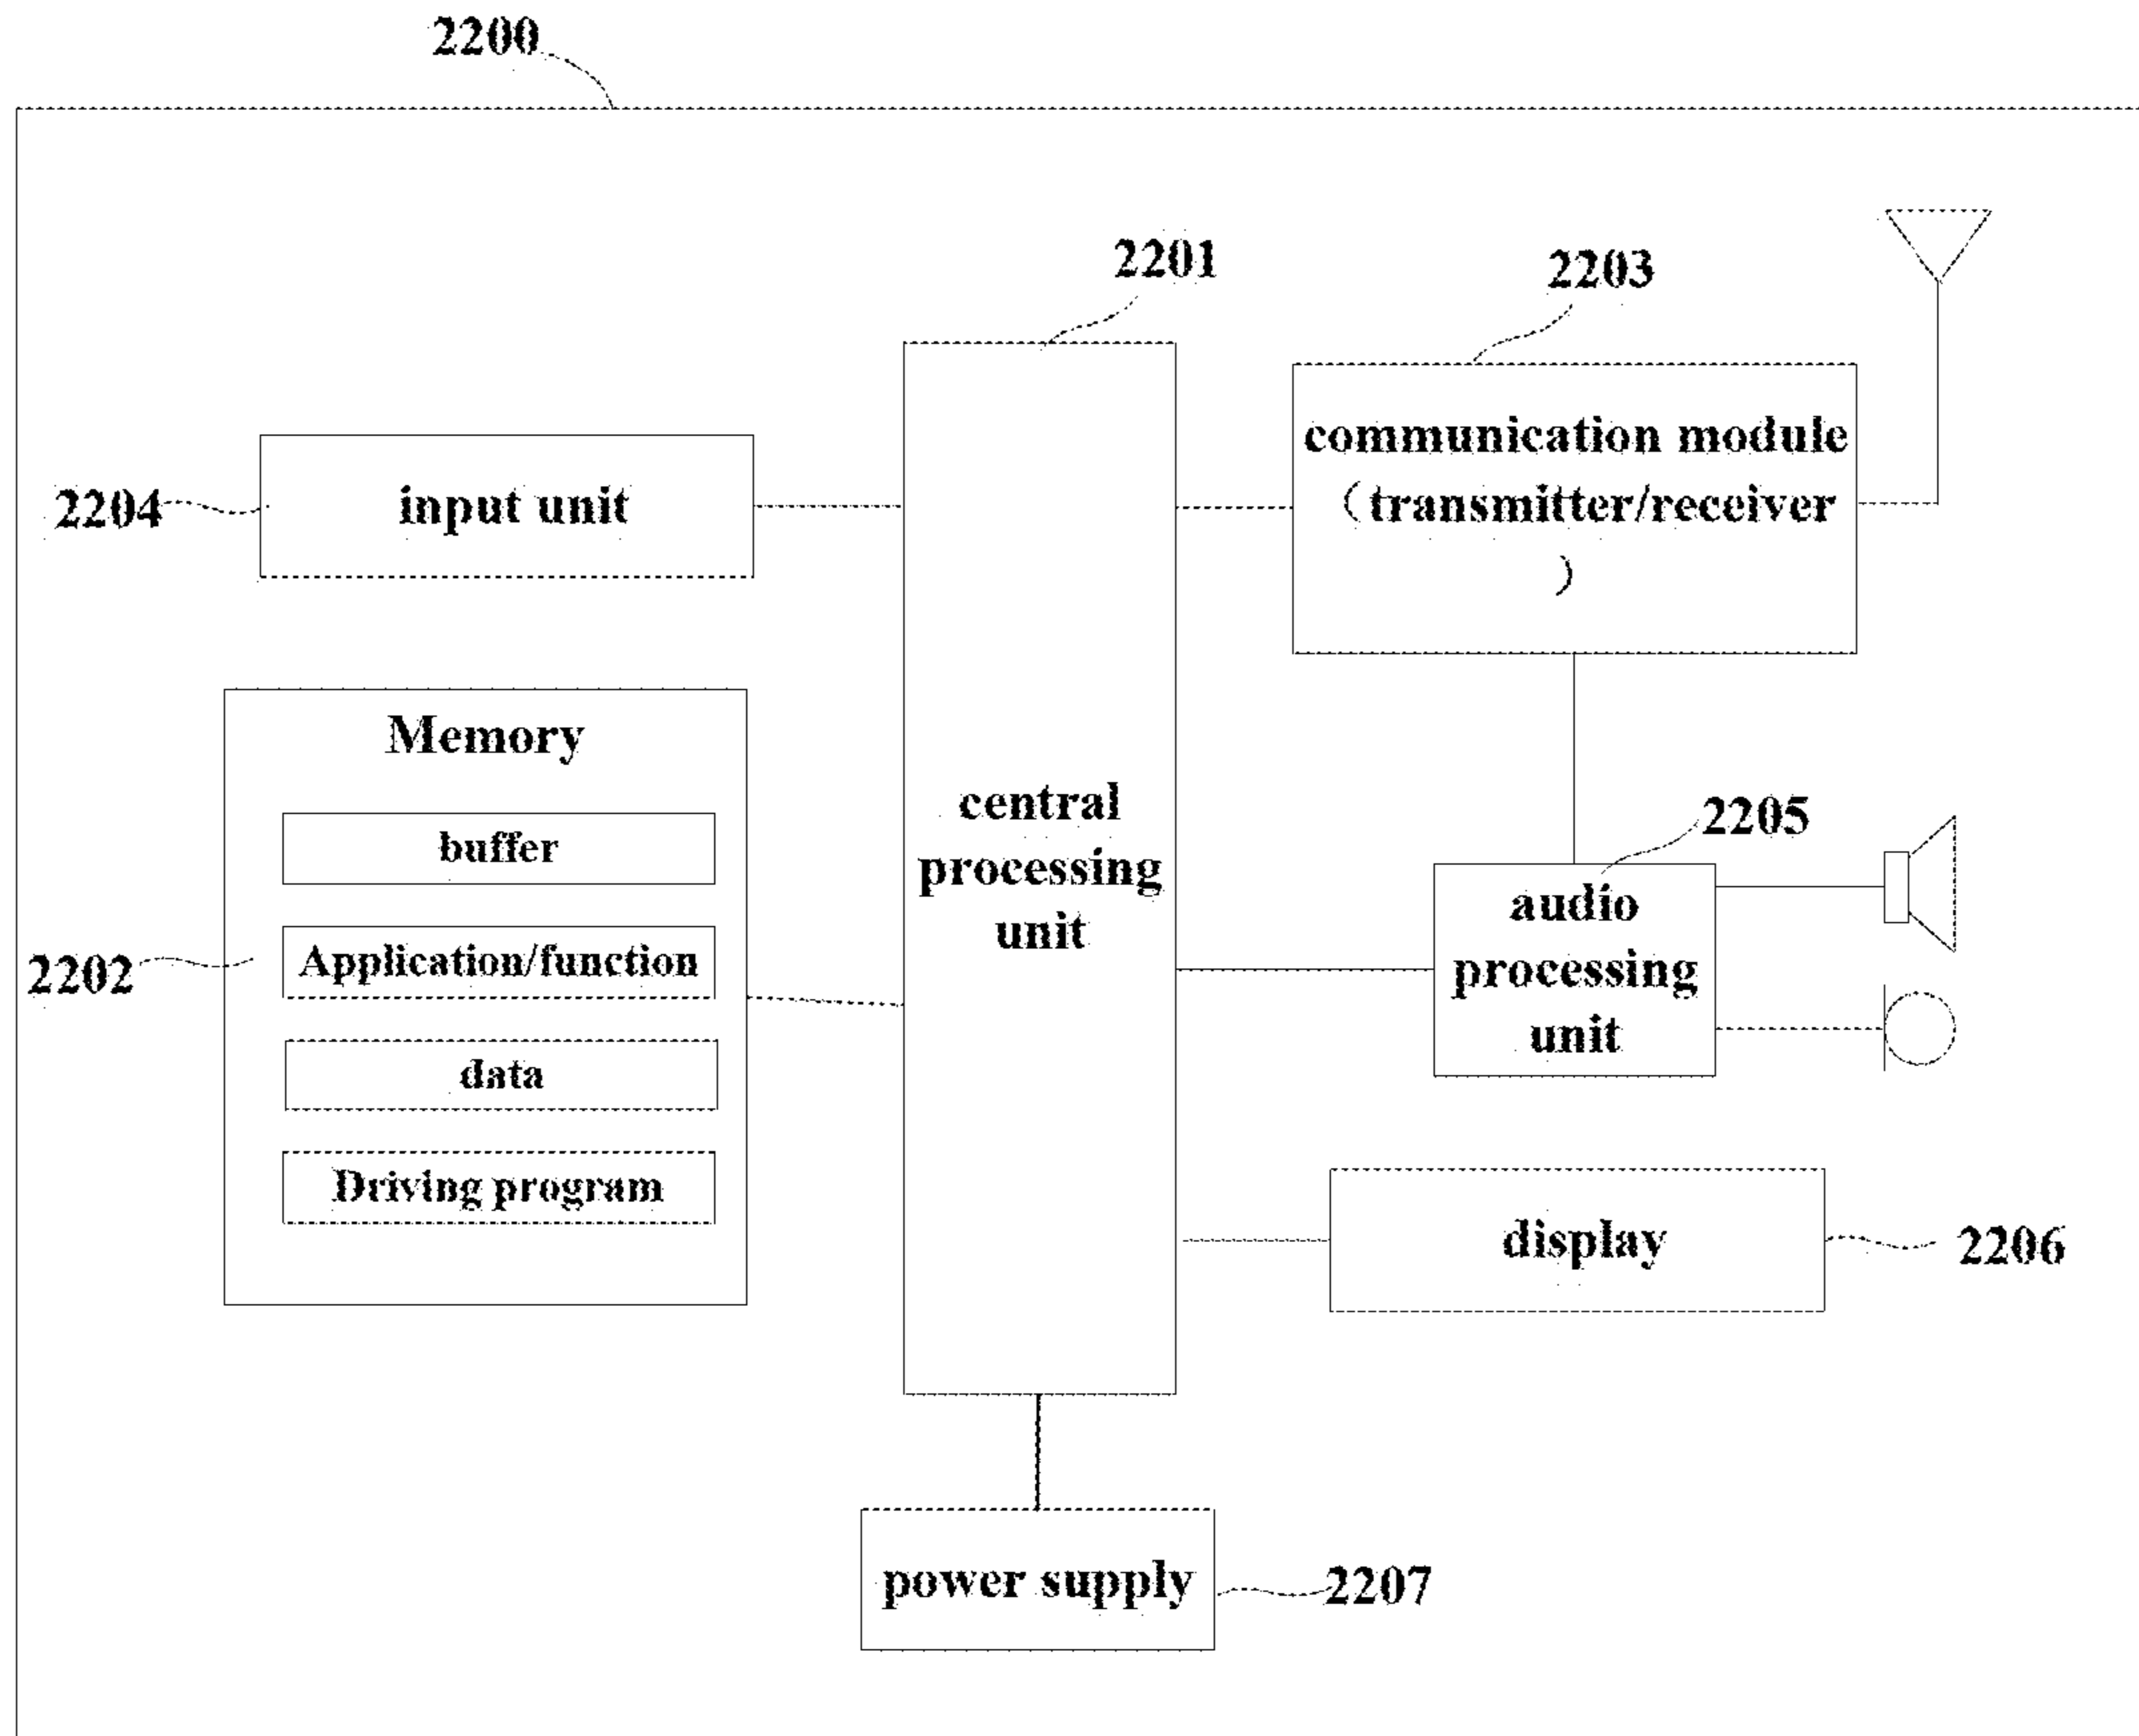 2200
2201
2203
communication module
（transmitter/receiver
）
2204
input unit
Memory
buffer
Application/function
data
Driving program
2202
central
processing
unit
2205
audio
processing
unit
display
2206
power supply
2207